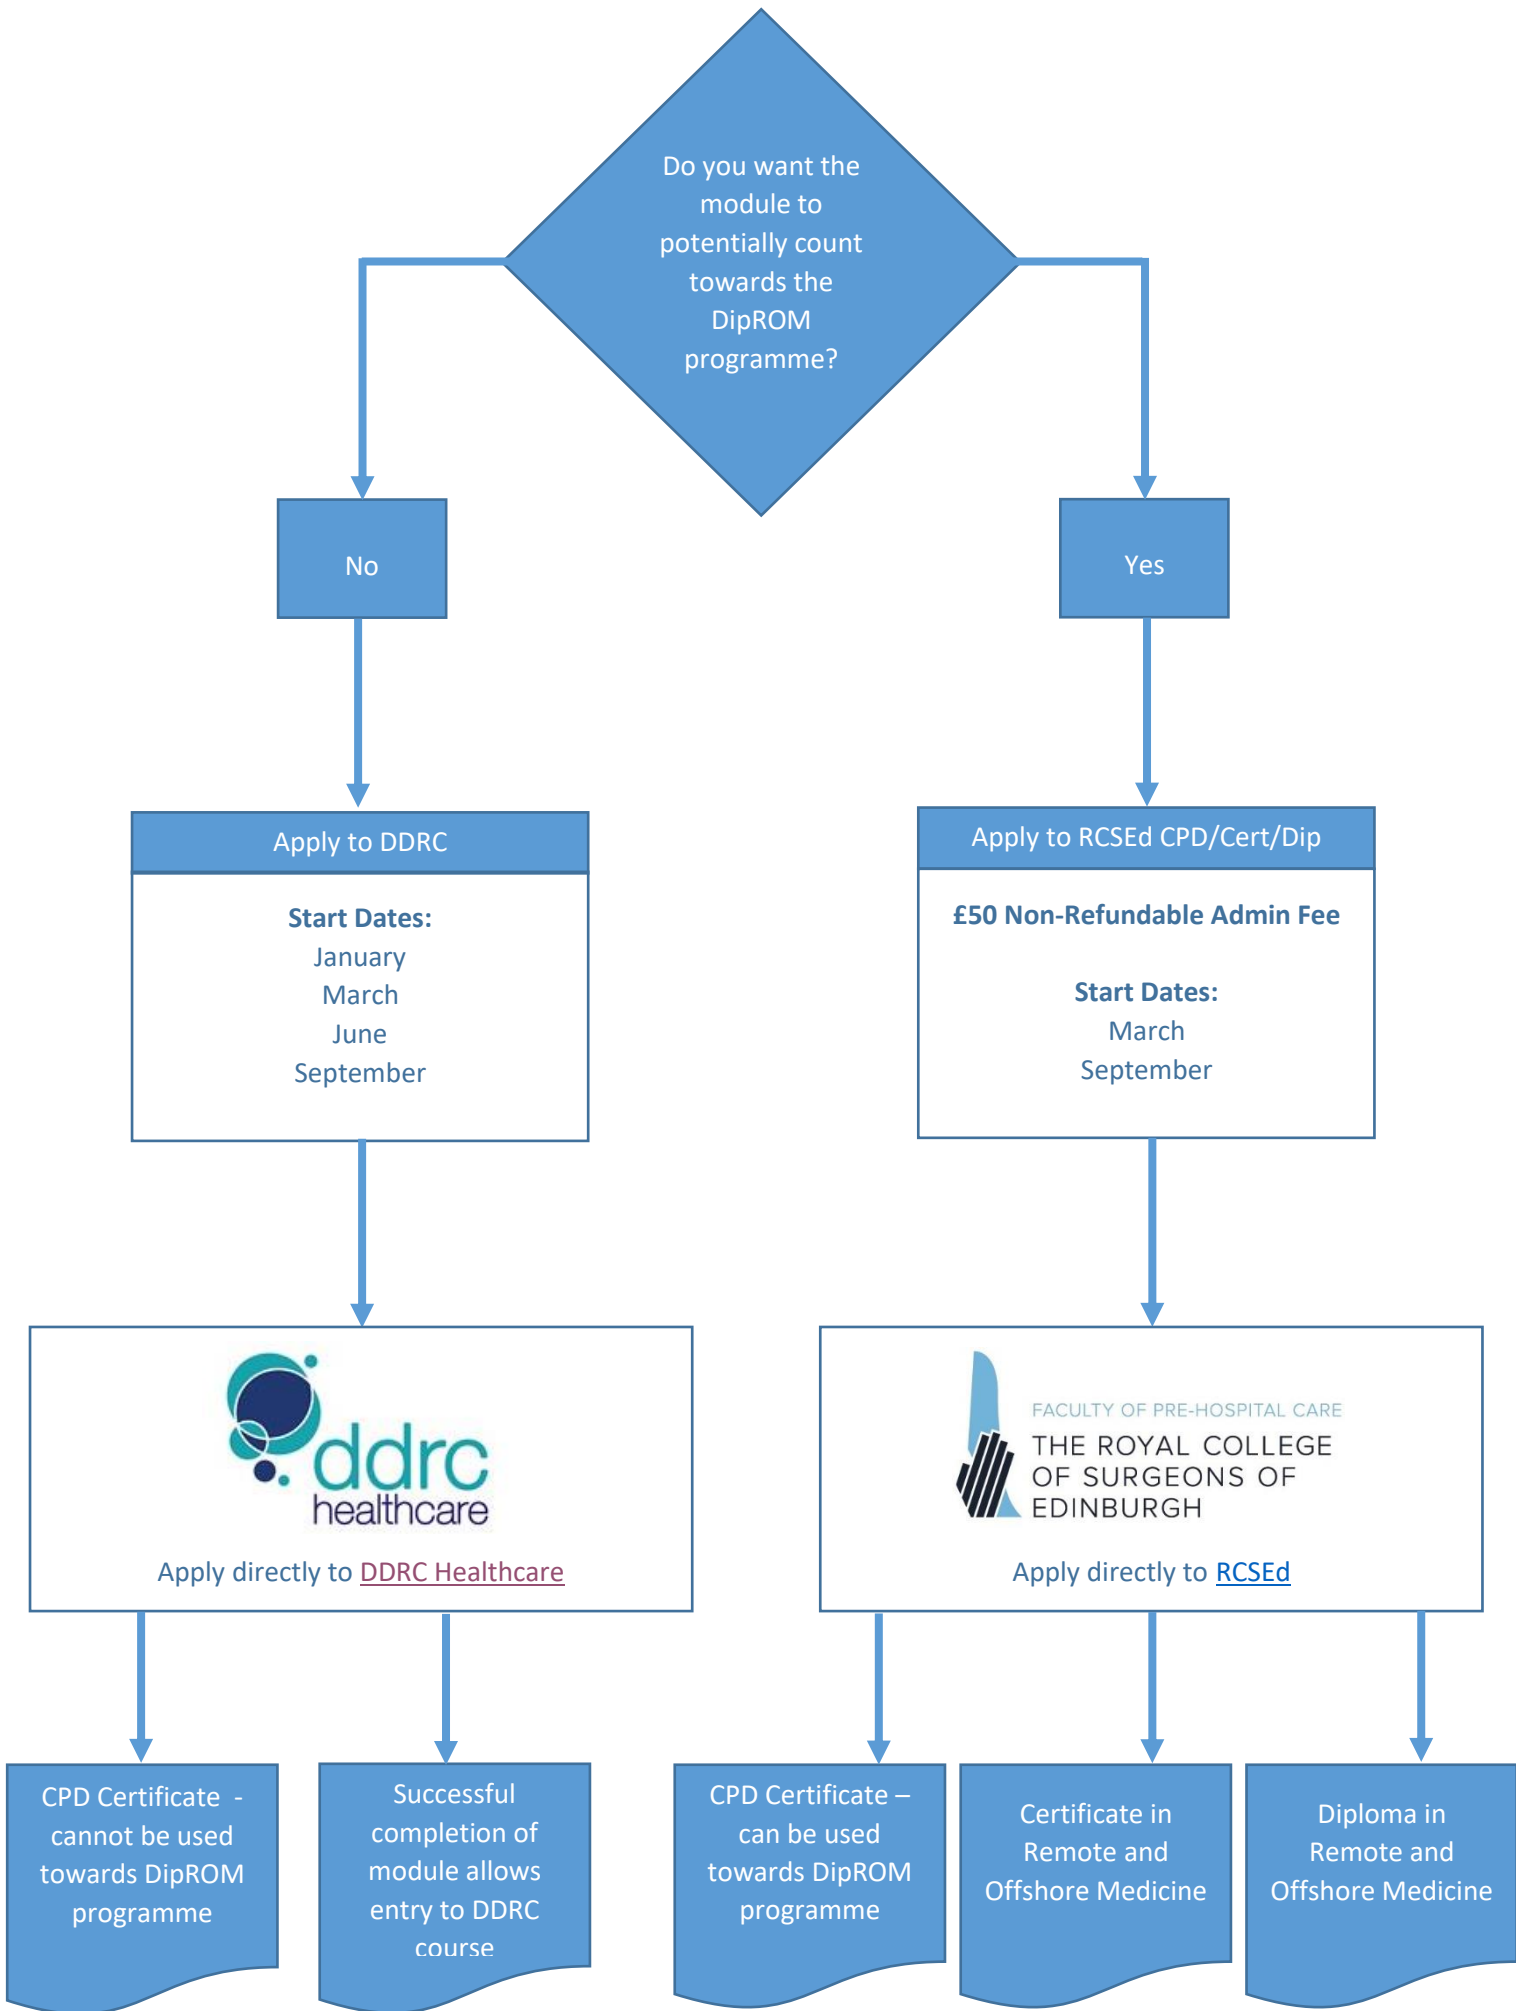 Do you want the
module to
potentially count
towards the
DipROM
programme?
No
Yes
Apply to DDRC
Start Dates:
January
March
June
September
Apply to RCSEd CPD/Cert/Dip
£50 Non-Refundable Admin Fee
Start Dates:
March
September
ddrc
healthcare
Apply directly to DDRC Healthcare
FACULTY OF PRE-HOSPITAL CARE
THE ROYAL COLLEGE
OF SURGEONS OF
EDINBURGH
Apply directly to RCSEd
CPD Certificate -
cannot be used
towards DipROM
programme
Successful
completion of
module allows
entry to DDRC
course
CPD Certificate –
can be used
towards DipROM
programme
Certificate in
Remote and
Offshore Medicine
Diploma in
Remote and
Offshore Medicine